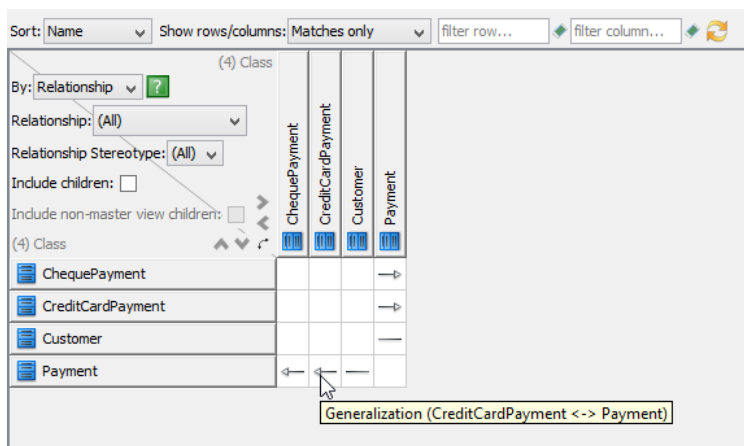 Sort: Name Show rows/columns: Matches only filter row... filter column...
(4) Class
By: Relationship ?
Relationship: (All)
Relationship Stereotype: (All)
Include children:
Include non-master view children:
(4) Class
ChequePayment
CreditCardPayment
Customer
Payment
ChequePayment
CreditCardPayment
Customer
Payment
Generalization (CreditCardPayment <-> Payment)